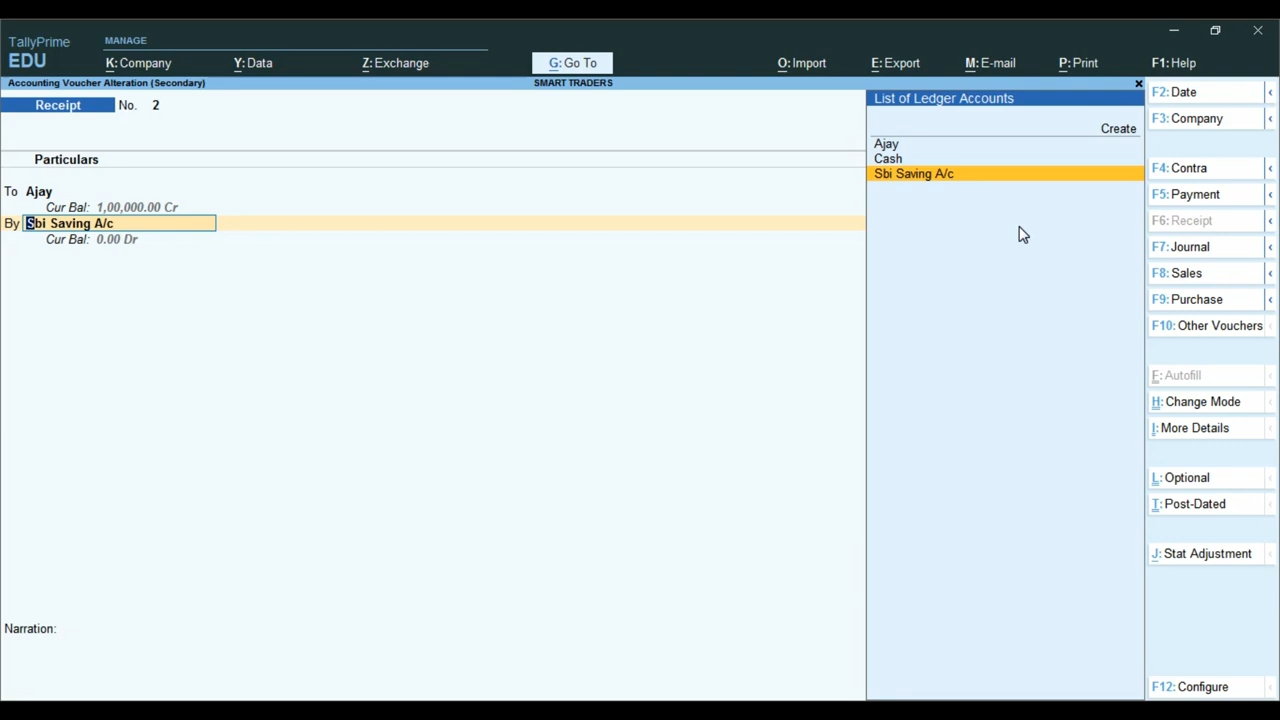 TallyPrime
EDU
MANAGE
K: Company
Y: Data
Z: Exchange
G: Go To
O: Import
E: Export
M: E-mail
P: Print
F1: Help
Accounting Voucher Alteration (Secondary)
SMART TRADERS
Receipt No. 2
Particulars
To Ajay
Cur Bal: 1,00,000.00 Cr
By Sbi Saving A/c
Cur Bal: 0.00 Dr
Narration:
List of Ledger Accounts
Create
Ajay
Cash
Sbi Saving A/c
F2: Date
F3: Company
F4: Contra
F5: Payment
F6: Receipt
F7: Journal
F8: Sales
F9: Purchase
F10: Other Vouchers
F: Autofill
H: Change Mode
I: More Details
L: Optional
T: Post-Dated
J: Stat Adjustment
F12: Configure